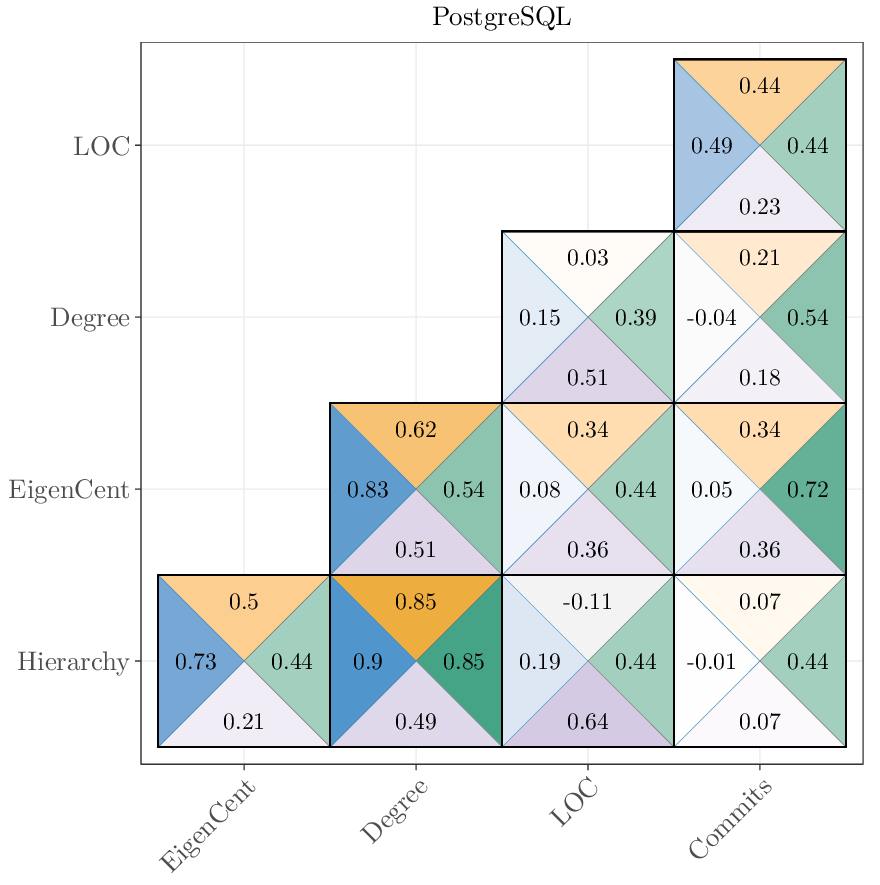 PostgreSQL
0.44
LOC 0.49 0.44
0.23
0.03 0.21
Degree 0.15 0.39 -0.04 0.54
0.51 0.18
0.62 0.34 0.34
EigenCent 0.83 0.54 0.08 0.44 0.05 0.72
0.51 0.36 0.36
0.5 0.85 -0.11 0.07
Hierarchy 0.73 0.44 0.9 0.85 0.19 0.44 -0.01 0.44
0.21 0.49 0.64 0.07
EigenCent Degree LOC Commits